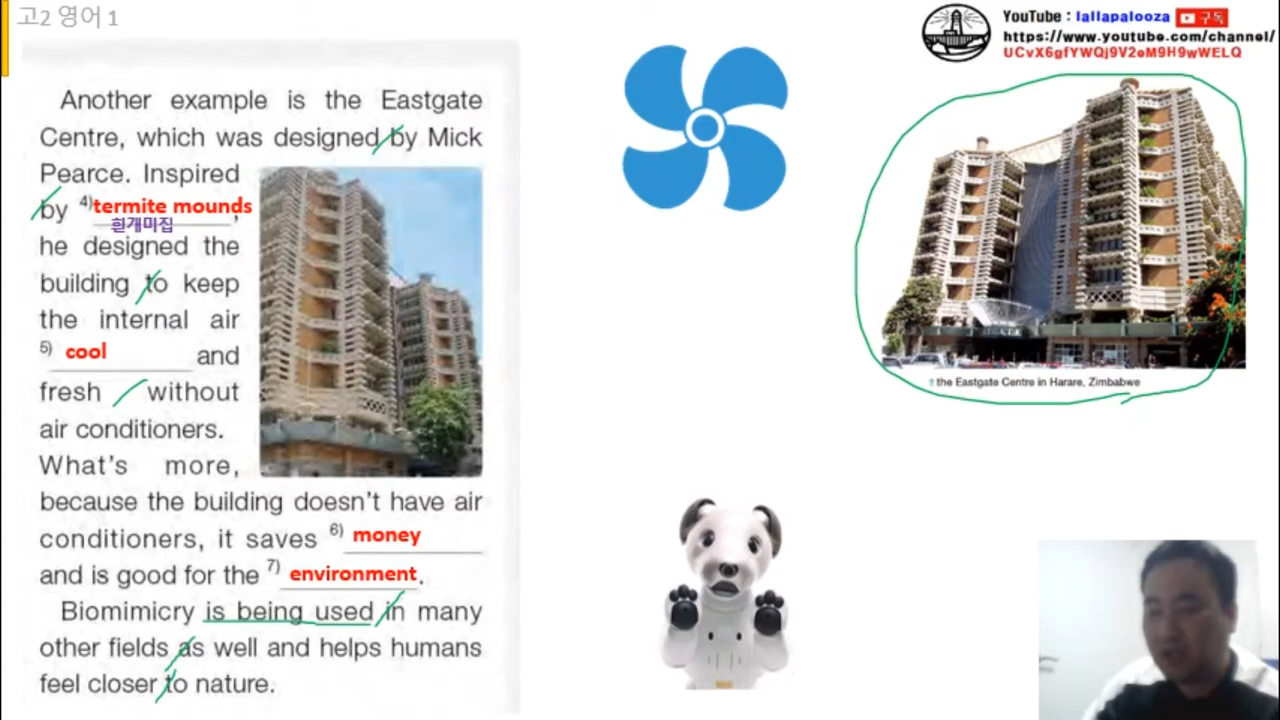 고2 영어 1
YouTube : lallapalooza 구독
https://www.youtube.com/channel/
UCvX6gfYWQj9V2eM9H9wWELQ
Another example is the Eastgate
Centre, which was designed by Mick
Pearce. Inspired
by 4) termite mounds,
흰개미집
he designed the
building to keep
the internal air
5) cool and
fresh without
air conditioners.
What's more,
because the building doesn't have air
conditioners, it saves 6) money
and is good for the 7) environment.
Biomimicry is being used in many
other fields as well and helps humans
feel closer to nature.
↑ the Eastgate Centre in Harare, Zimbabwe